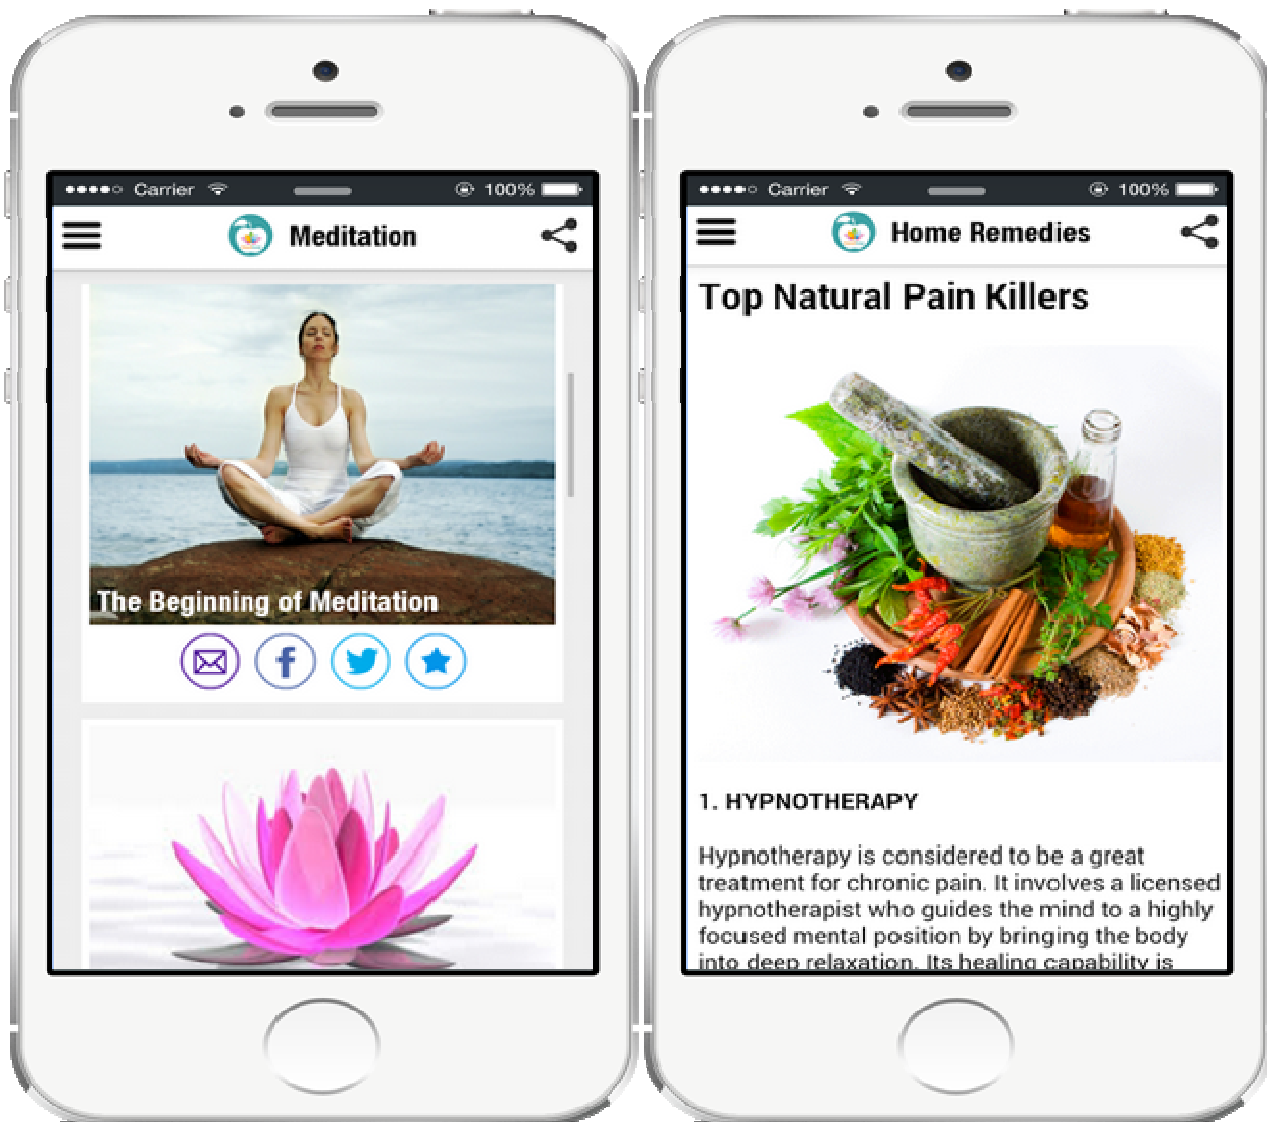 Carrier 100%
Meditation
The Beginning of Meditation
Carrier 100%
Home Remedies
Top Natural Pain Killers
1. HYPNOTHERAPY
Hypnotherapy is considered to be a great
treatment for chronic pain. It involves a licensed
hypnotherapist who guides the mind to a highly
focused mental position by bringing the body
into deep relaxation. Its healing capability is